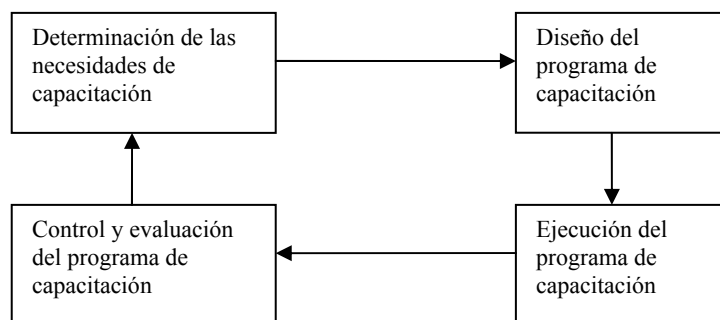 Determinación de las
necesidades de
capacitación
Diseño del
programa de
capacitación
Control y evaluación
del programa de
capacitación
Ejecución del
programa de
capacitación